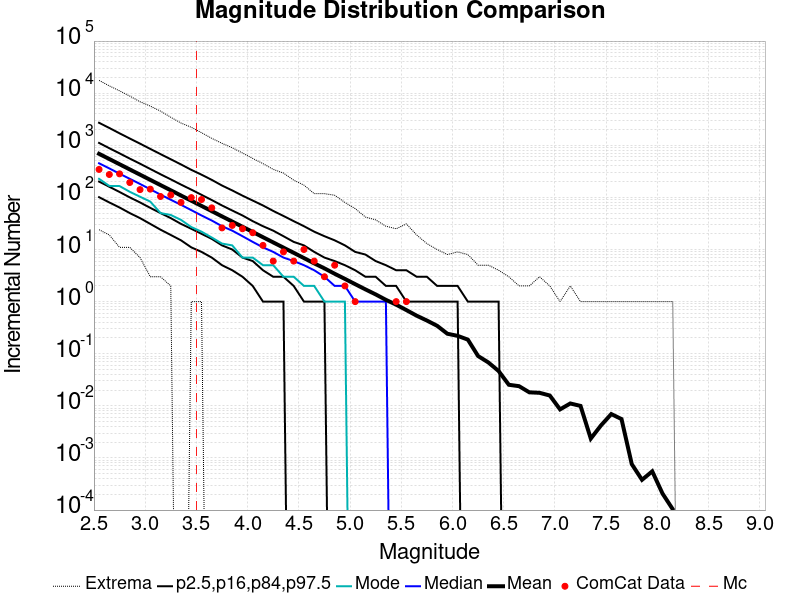 Magnitude Distribution Comparison
10^5
10^4
10^3
10^2
10^1
10^0
10^-1
10^-2
10^-3
10^-4
Incremental Number
2.5 3.0 3.5 4.0 4.5 5.0 5.5 6.0 6.5 7.0 7.5 8.0 8.5 9.0
Magnitude
Extrema p2.5,p16,p84,p97.5 Mode Median Mean ComCat Data Mc